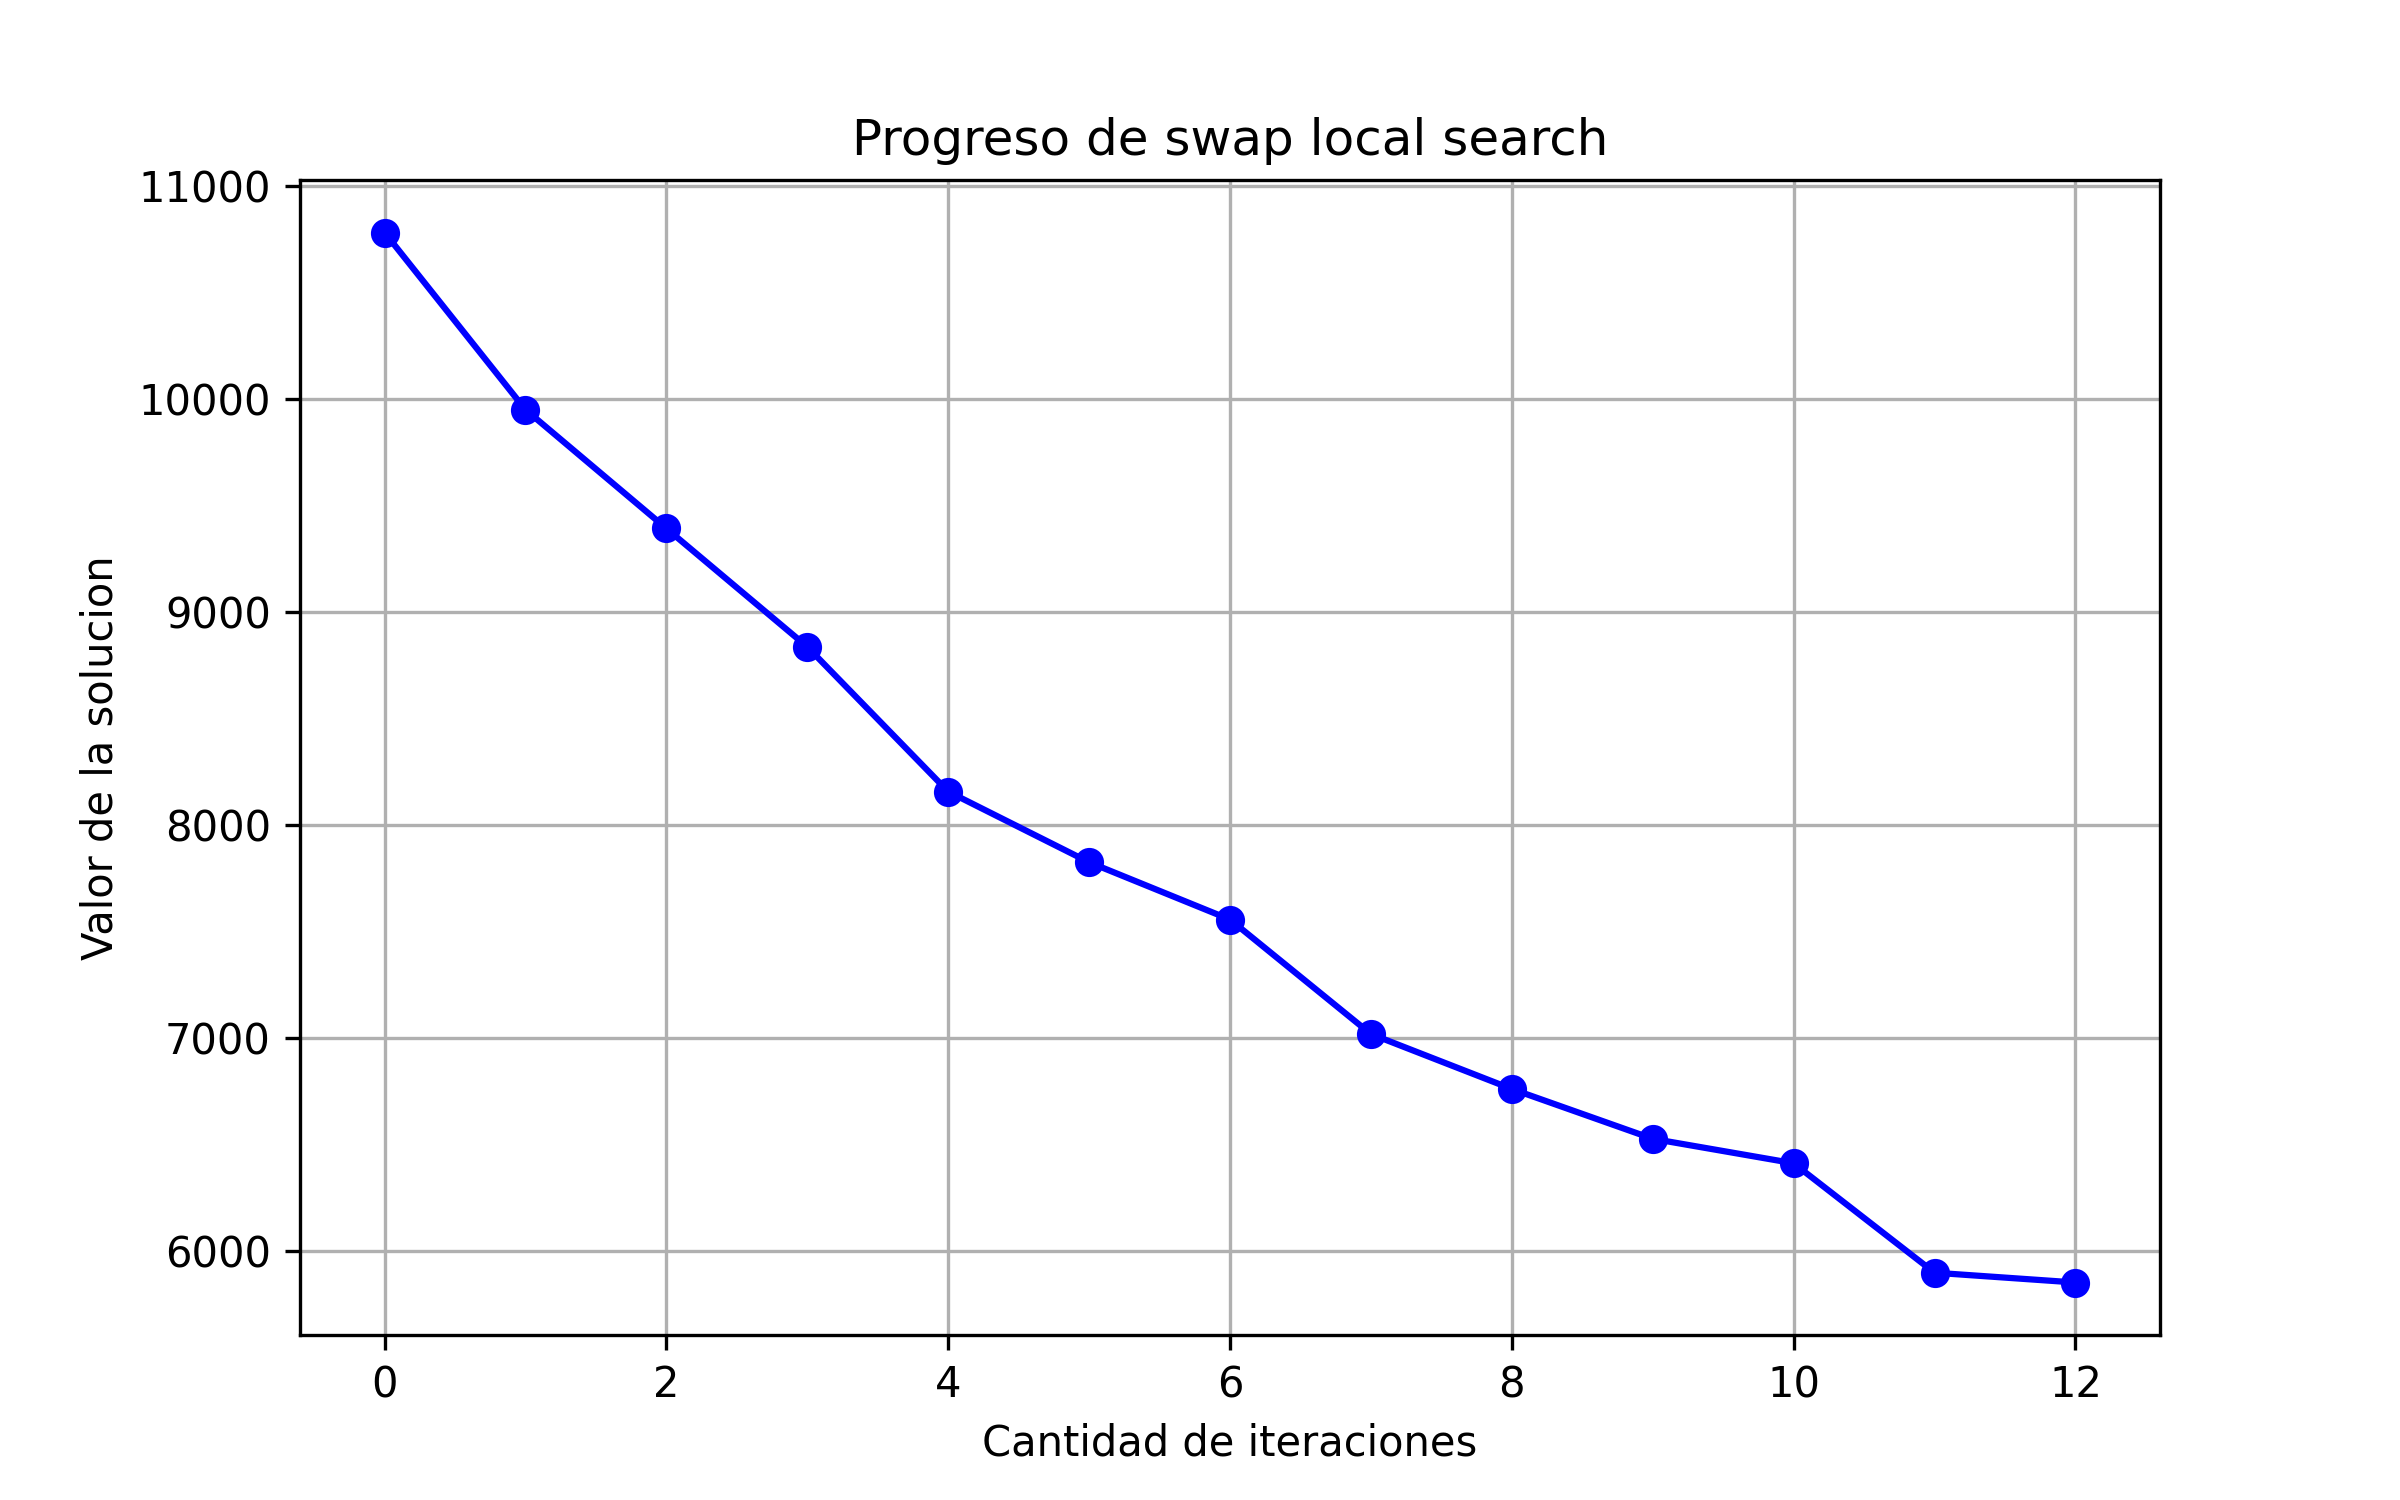 Progreso de swap local search
11000
10000
9000
8000
7000
6000
Valor de la solucion
0 2 4 6 8 10 12
Cantidad de iteraciones